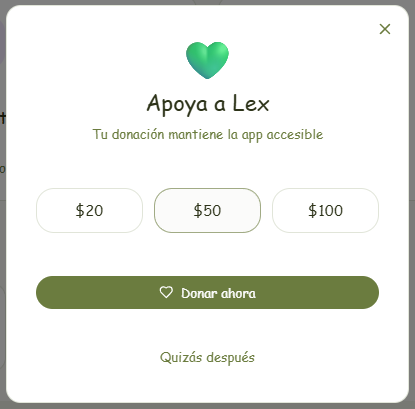 Apoya a Lex
Tu donación mantiene la app accesible
$20
$50
$100
Donar ahora
Quizás después